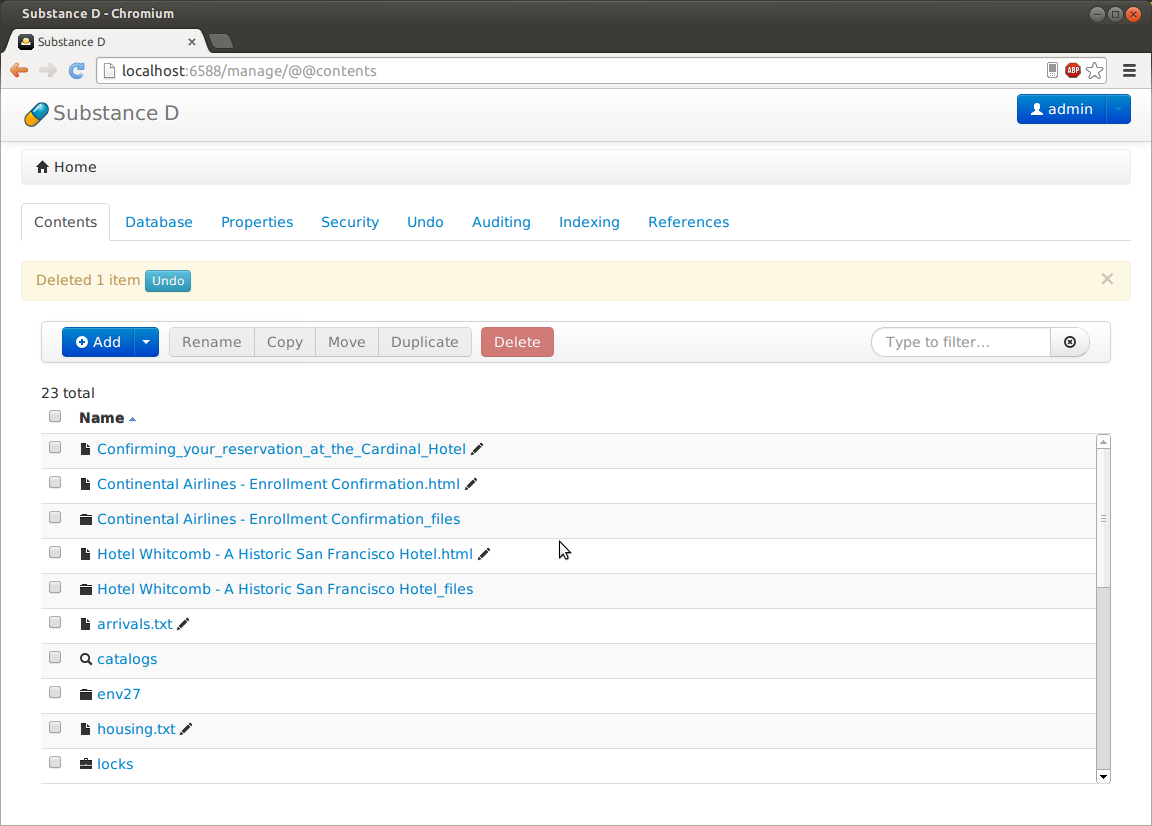 Substance D - Chromium
Substance D
localhost:6588/manage/@@contents
ABP
Substance D
admin
Home
Contents Database Properties Security Undo Auditing Indexing References
Deleted 1 item Undo
Add Rename Copy Move Duplicate Delete Type to filter...
23 total
Name
Confirming_your_reservation_at_the_Cardinal_Hotel
Continental Airlines - Enrollment Confirmation.html
Continental Airlines - Enrollment Confirmation_files
Hotel Whitcomb - A Historic San Francisco Hotel.html
Hotel Whitcomb - A Historic San Francisco Hotel_files
arrivals.txt
catalogs
env27
housing.txt
locks